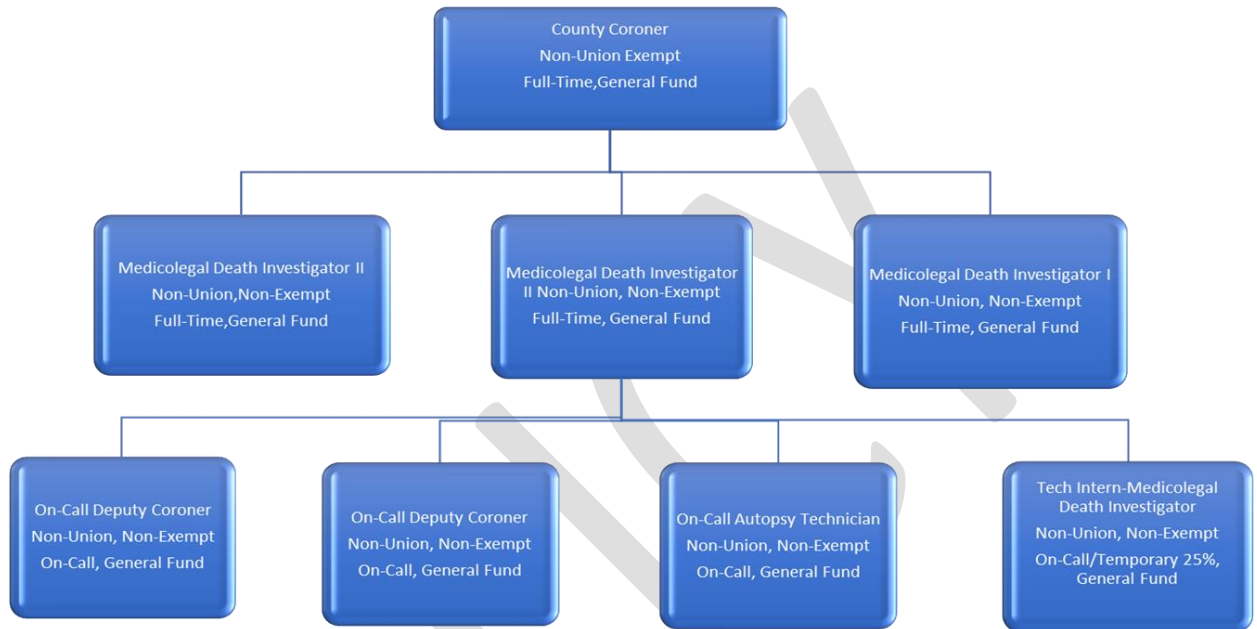 County Coroner
Non-Union Exempt
Full-Time,General Fund
Medicolegal Death Investigator II
Non-Union,Non-Exempt
Full-Time,General Fund
Medicolegal Death Investigator
II Non-Union, Non-Exempt
Full-Time, General Fund
Medicolegal Death Investigator I
Non-Union, Non-Exempt
Full-Time, General Fund
On-Call Deputy Coroner
Non-Union, Non-Exempt
On-Call, General Fund
On-Call Deputy Coroner
Non-Union, Non-Exempt
On-Call, General Fund
On-Call Autopsy Technician
Non-Union, Non-Exempt
On-Call, General Fund
Tech Intern-Medicolegal
Death Investigator
Non-Union, Non-Exempt
On-Call/Temporary 25%,
General Fund